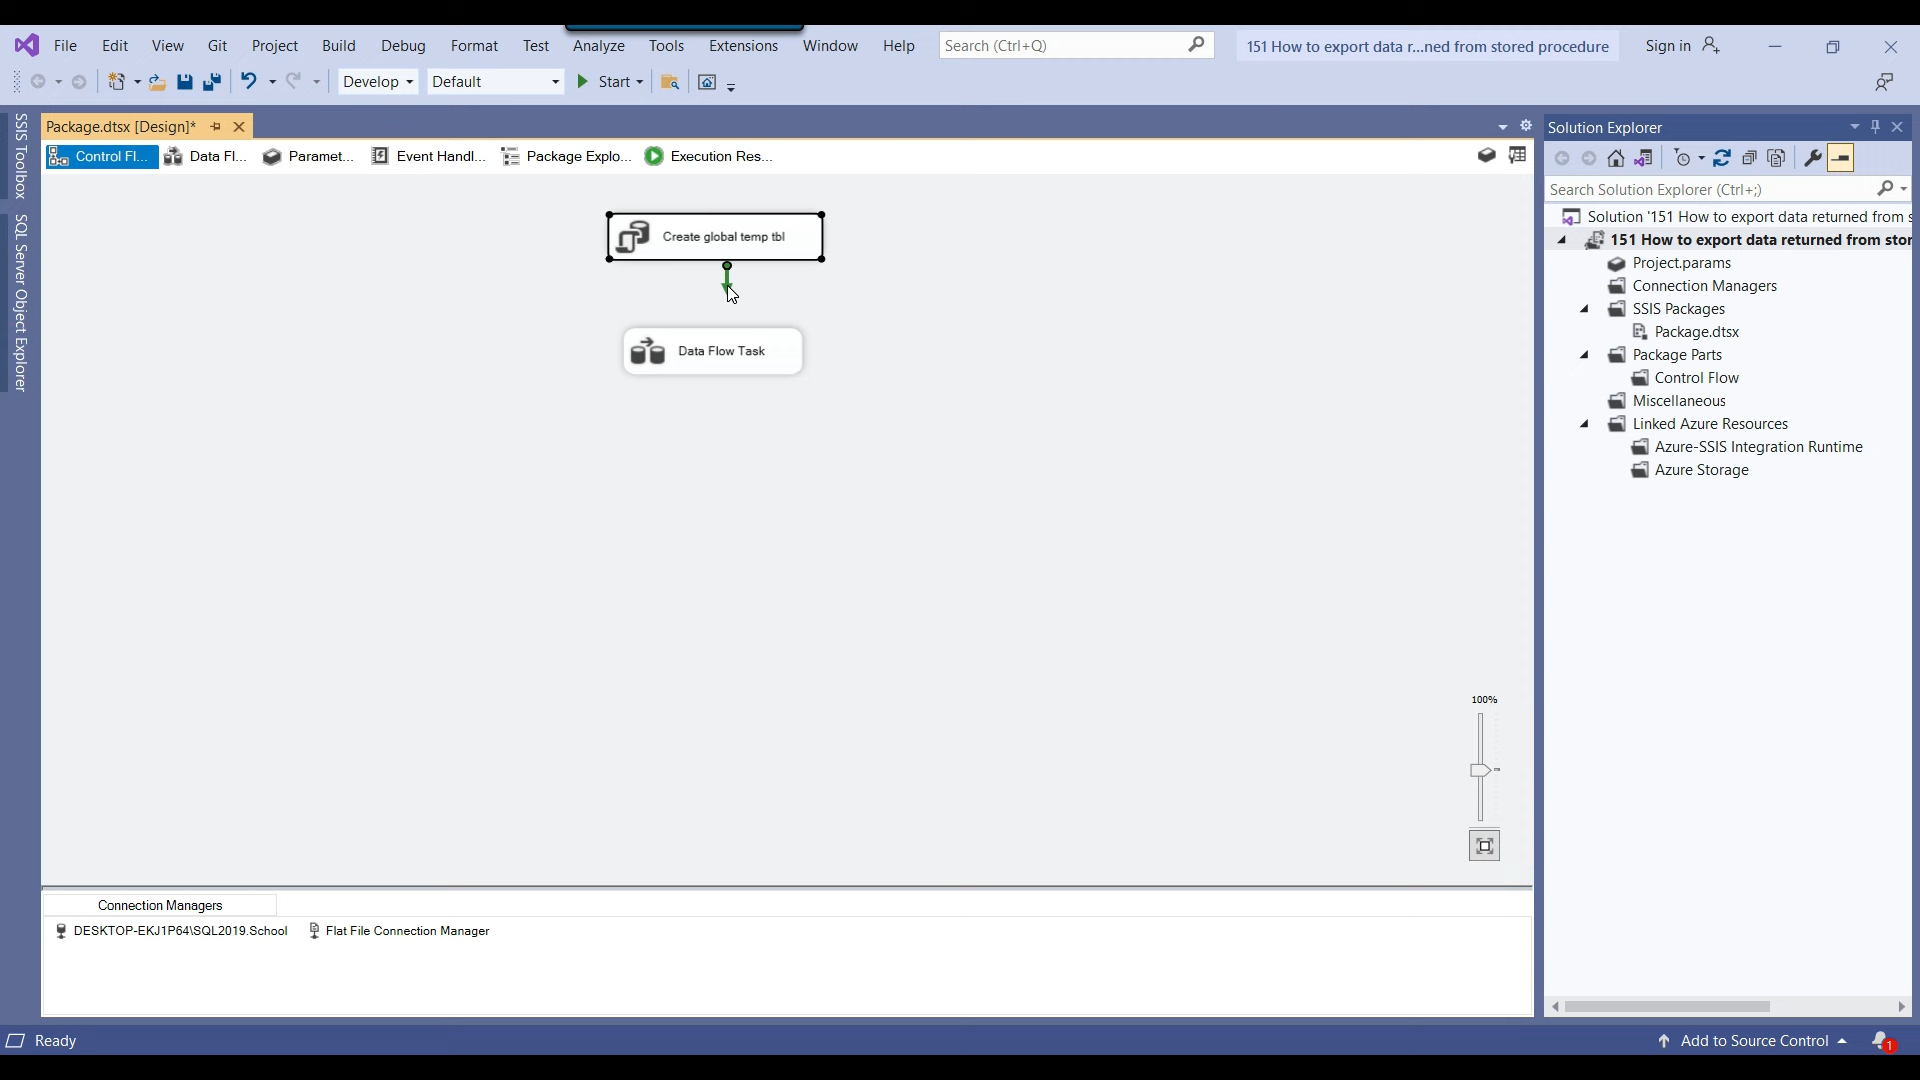 File Edit View Git Project Build Debug Format Test Analyze Tools Extensions Window Help Search (Ctrl+Q) 151 How to export data r...ned from stored procedure Sign in
Develop Default Start
Package.dtsx [Design]*
Control Fl... Data Fl... Paramet... Event Handl... Package Explo... Execution Res...
SSIS Toolbox
SQL Server Object Explorer
Create global temp tbl
Data Flow Task
100%
Connection Managers
DESKTOP-EKJ1P64\SQL2019.School Flat File Connection Manager
Solution Explorer
Search Solution Explorer (Ctrl+;)
Solution '151 How to export data returned from s
151 How to export data returned from stor
Project.params
Connection Managers
SSIS Packages
Package.dtsx
Package Parts
Control Flow
Miscellaneous
Linked Azure Resources
Azure-SSIS Integration Runtime
Azure Storage
Ready Add to Source Control 1